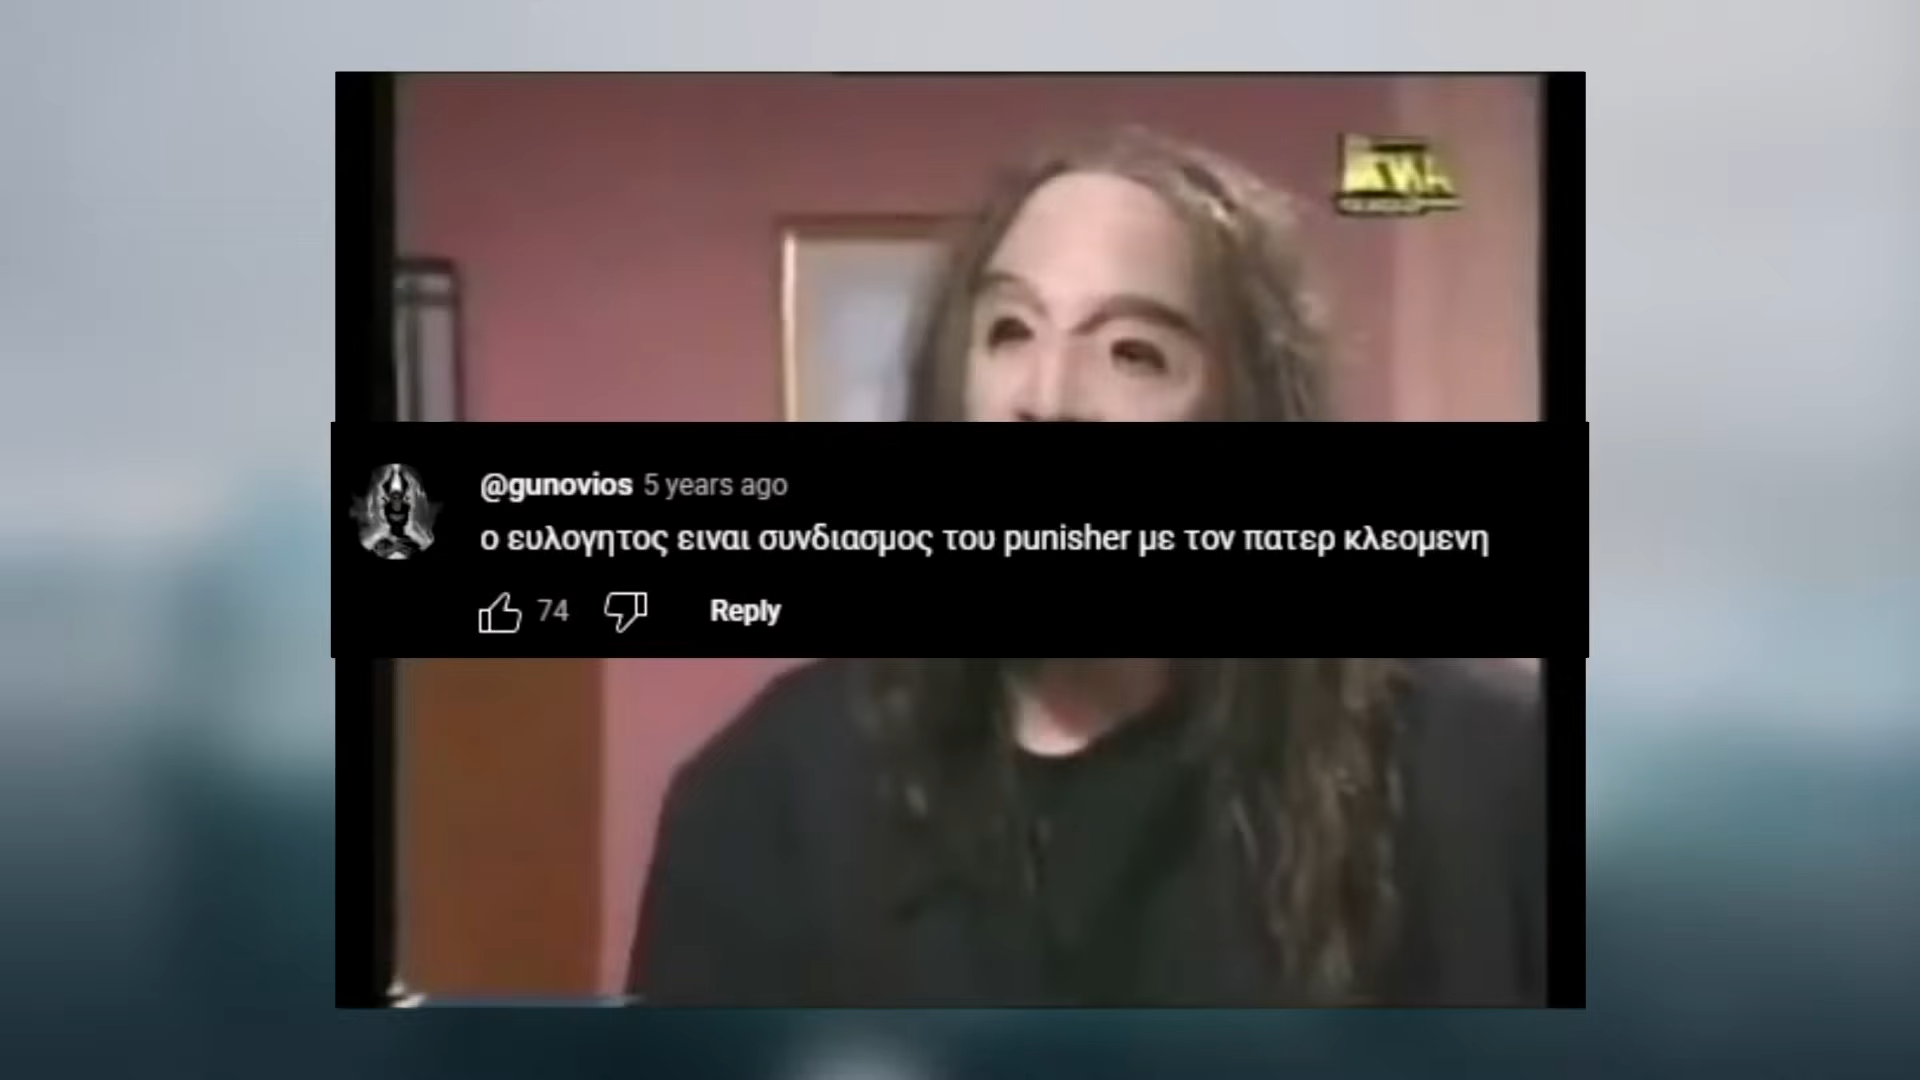 @gunovios 5 years ago
ο ευλογητος ειναι συνδιασμος του punisher με τον πατερ κλεομενη
74 Reply